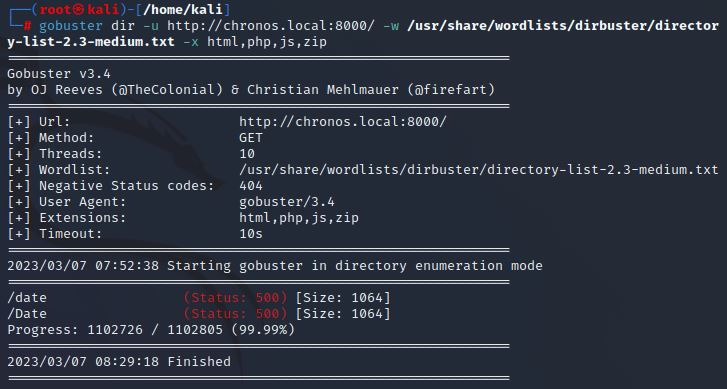 ┌──(root㉿kali)-[/home/kali]
└─# gobuster dir -u http://chronos.local:8000/ -w /usr/share/wordlists/dirbuster/director
y-list-2.3-medium.txt -x html,php,js,zip
===============================================================
Gobuster v3.4
by OJ Reeves (@TheColonial) & Christian Mehlmauer (@firefart)
===============================================================
[+] Url:                     http://chronos.local:8000/
[+] Method:                  GET
[+] Threads:                 10
[+] Wordlist:                /usr/share/wordlists/dirbuster/directory-list-2.3-medium.txt
[+] Negative Status codes:   404
[+] User Agent:              gobuster/3.4
[+] Extensions:              html,php,js,zip
[+] Timeout:                 10s
===============================================================
2023/03/07 07:52:38 Starting gobuster in directory enumeration mode
===============================================================
/date                 (Status: 500) [Size: 1064]
/Date                 (Status: 500) [Size: 1064]
Progress: 1102726 / 1102805 (99.99%)
===============================================================
2023/03/07 08:29:18 Finished
===============================================================